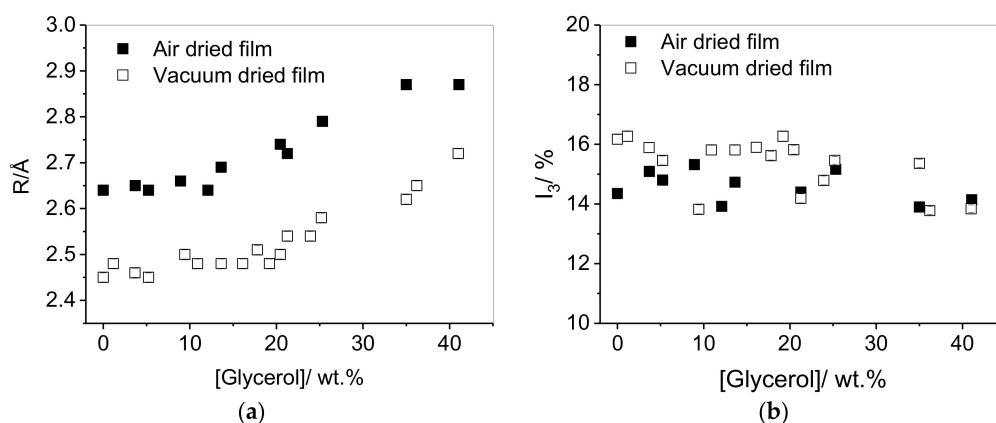 3.0
2.9
2.8
2.7
2.6
2.5
2.4
R/Å
Air dried film
Vacuum dried film
0 10 20 30 40
[Glycerol]/ wt.%
(a)
20
18
16
14
12
10
I3/ %
Air dried film
Vacuum dried film
0 10 20 30 40
[Glycerol]/ wt.%
(b)